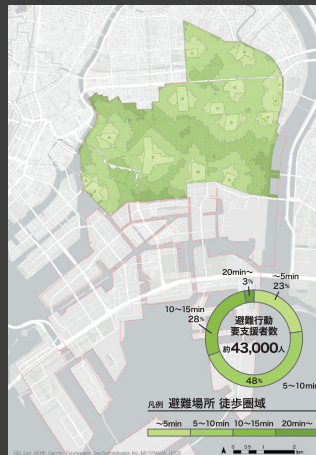 20min~
3%
~5min
23%
10~15min
28%
避難行動
要支援者数
約43,000人
48%
5~10min
凡例 避難場所 徒歩圏域
~5min 5~10min 10~15min 20min~
0 0.5 1 2
km